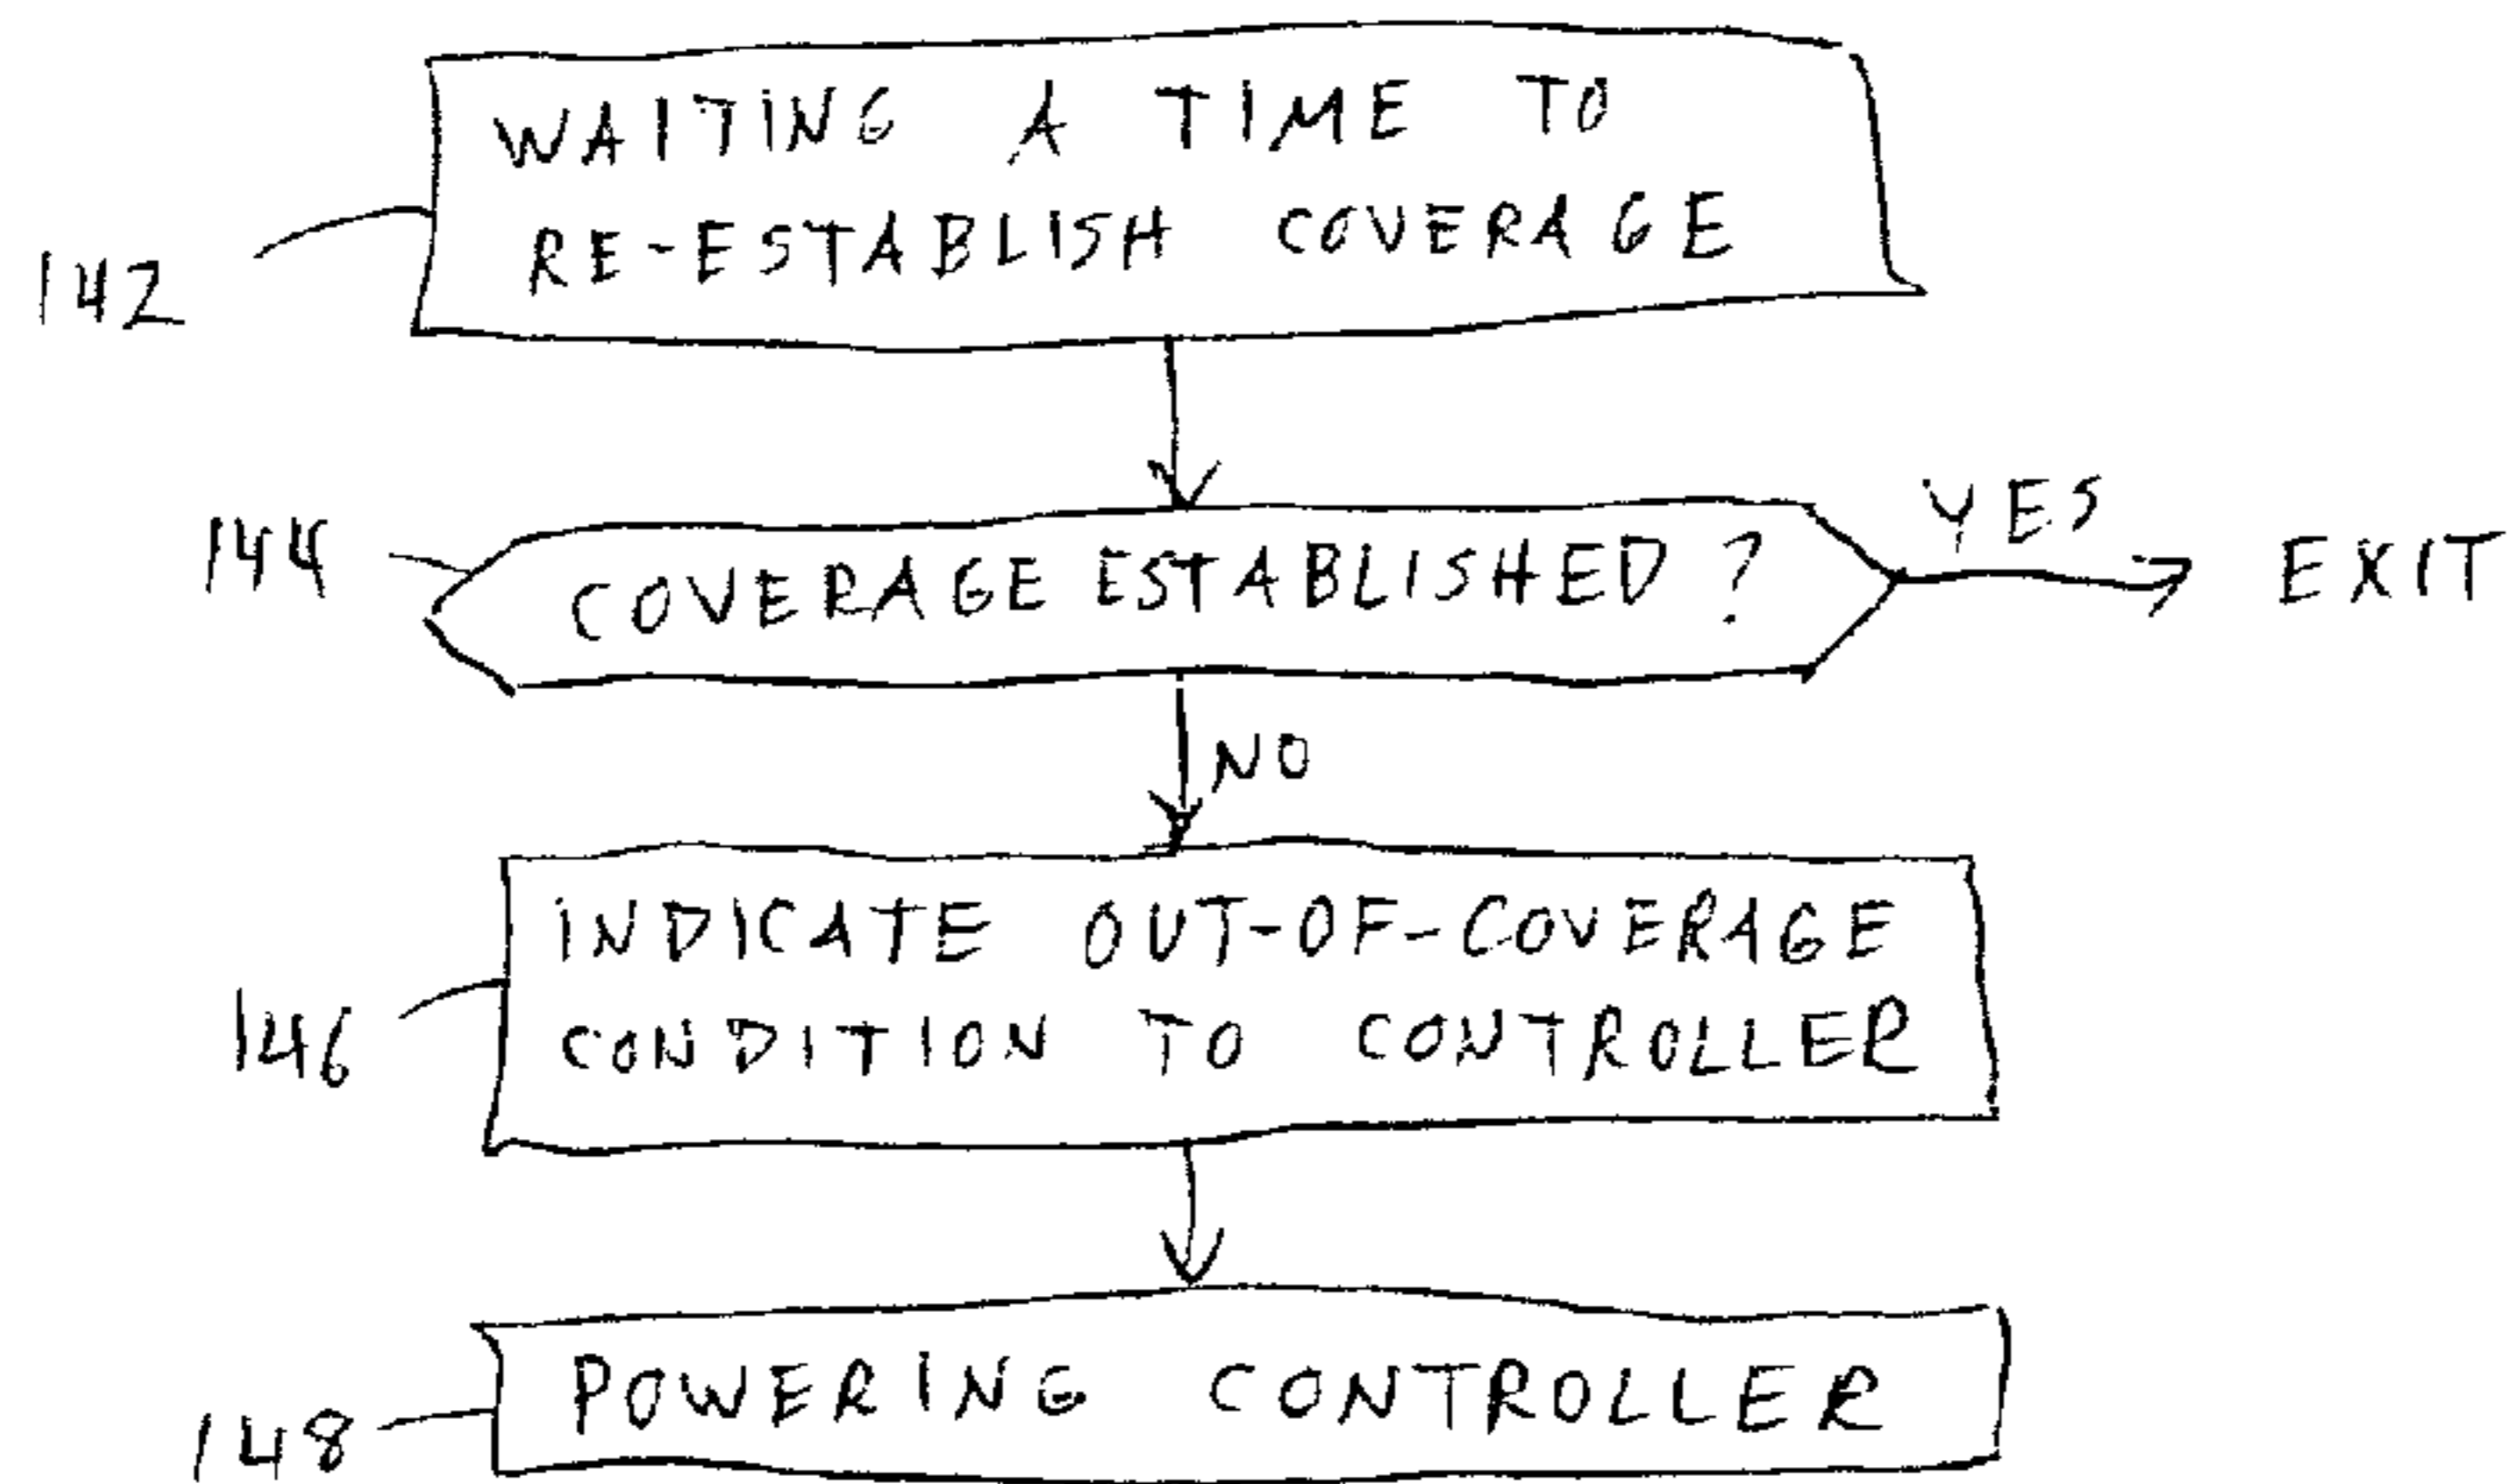 WAITING A TIME TO
RE-ESTABLISH COVERAGE
142
144
COVERAGE ESTABLISHED ?
YES
EXIT
NO
INDICATE OUT-OF-COVERAGE
CONDITION TO CONTROLLER
146
POWERING CONTROLLER
148